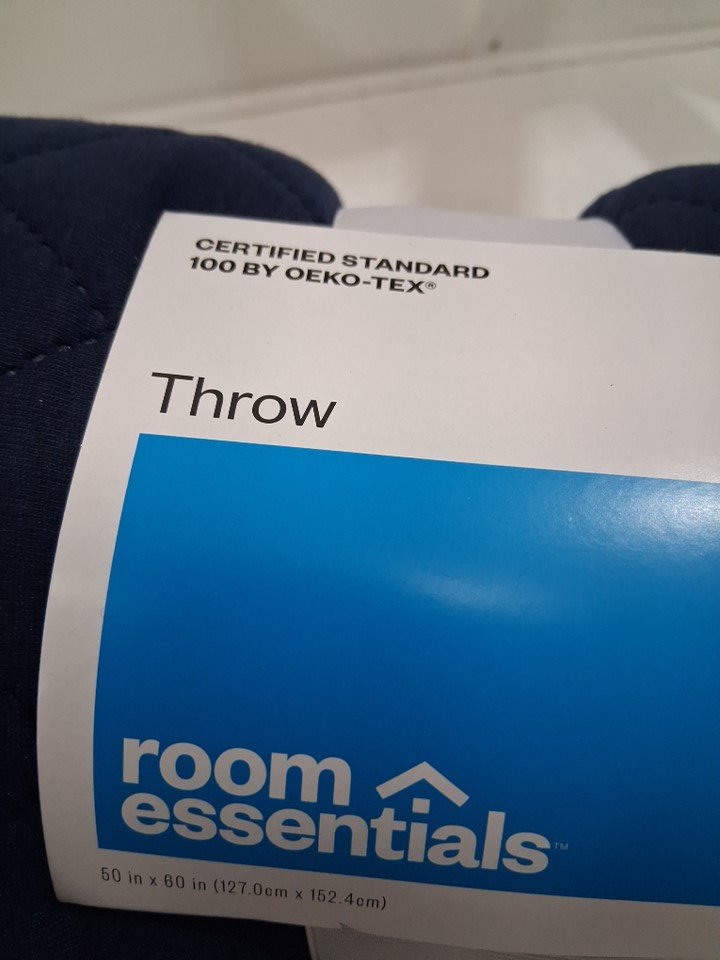 CERTIFIED STANDARD
100 BY OEKO-TEX®
Throw
room
essentials™
50 in x 60 in (127.0cm x 152.4cm)